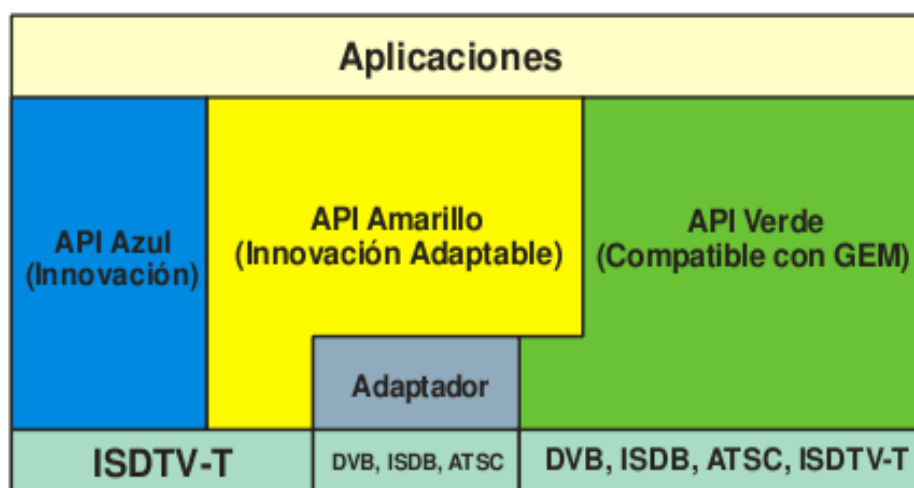 Aplicaciones
API Azul
(Innovación)
API Amarillo
(Innovación Adaptable)
API Verde
(Compatible con GEM)
Adaptador
ISDTV-T
DVB, ISDB, ATSC
DVB, ISDB, ATSC, ISDTV-T